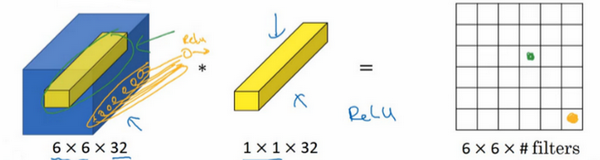 ReLU
*
=
ReLU
6 × 6 × 32
1 × 1 × 32
6 × 6 × # filters